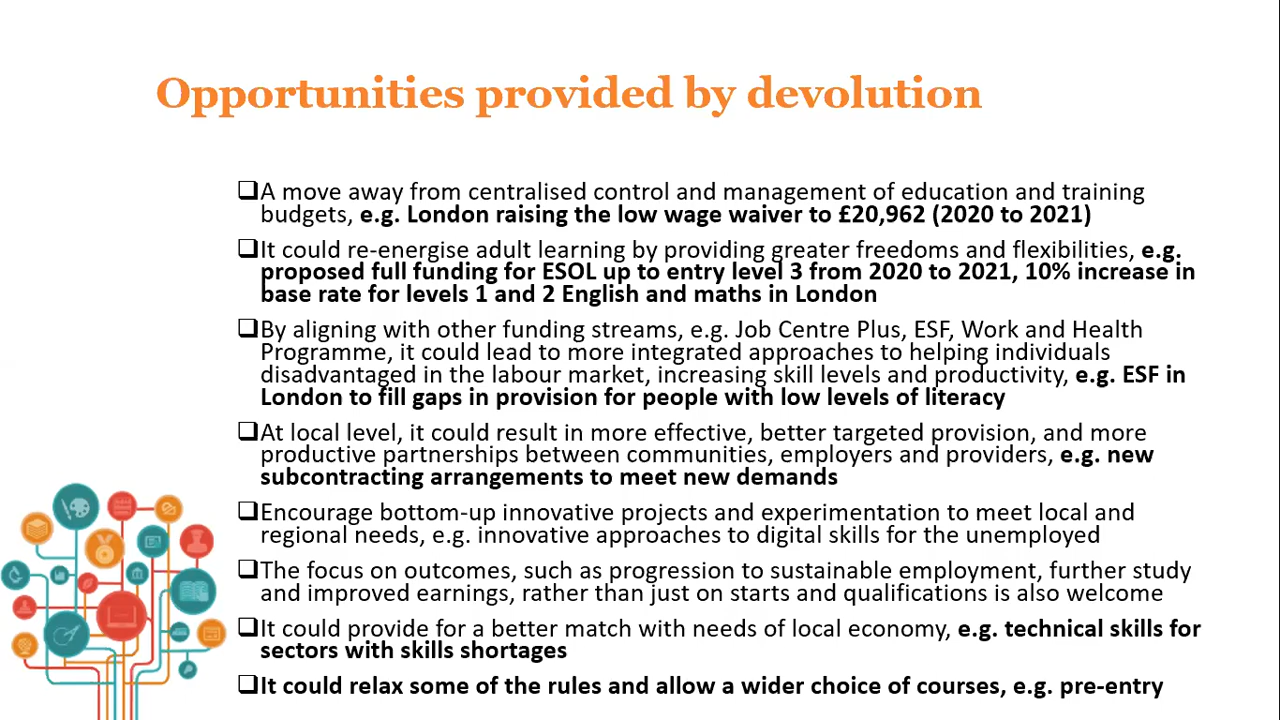 Opportunities provided by devolution
❑A move away from centralised control and management of education and training
budgets, e.g. London raising the low wage waiver to £20,962 (2020 to 2021)
❑It could re-energise adult learning by providing greater freedoms and flexibilities, e.g.
proposed full funding for ESOL up to entry level 3 from 2020 to 2021, 10% increase in
base rate for levels 1 and 2 English and maths in London
❑By aligning with other funding streams, e.g. Job Centre Plus, ESF, Work and Health
Programme, it could lead to more integrated approaches to helping individuals
disadvantaged in the labour market, increasing skill levels and productivity, e.g. ESF in
London to fill gaps in provision for people with low levels of literacy
❑At local level, it could result in more effective, better targeted provision, and more
productive partnerships between communities, employers and providers, e.g. new
subcontracting arrangements to meet new demands
❑Encourage bottom-up innovative projects and experimentation to meet local and
regional needs, e.g. innovative approaches to digital skills for the unemployed
❑The focus on outcomes, such as progression to sustainable employment, further study
and improved earnings, rather than just on starts and qualifications is also welcome
❑It could provide for a better match with needs of local economy, e.g. technical skills for
sectors with skills shortages
❑It could relax some of the rules and allow a wider choice of courses, e.g. pre-entry